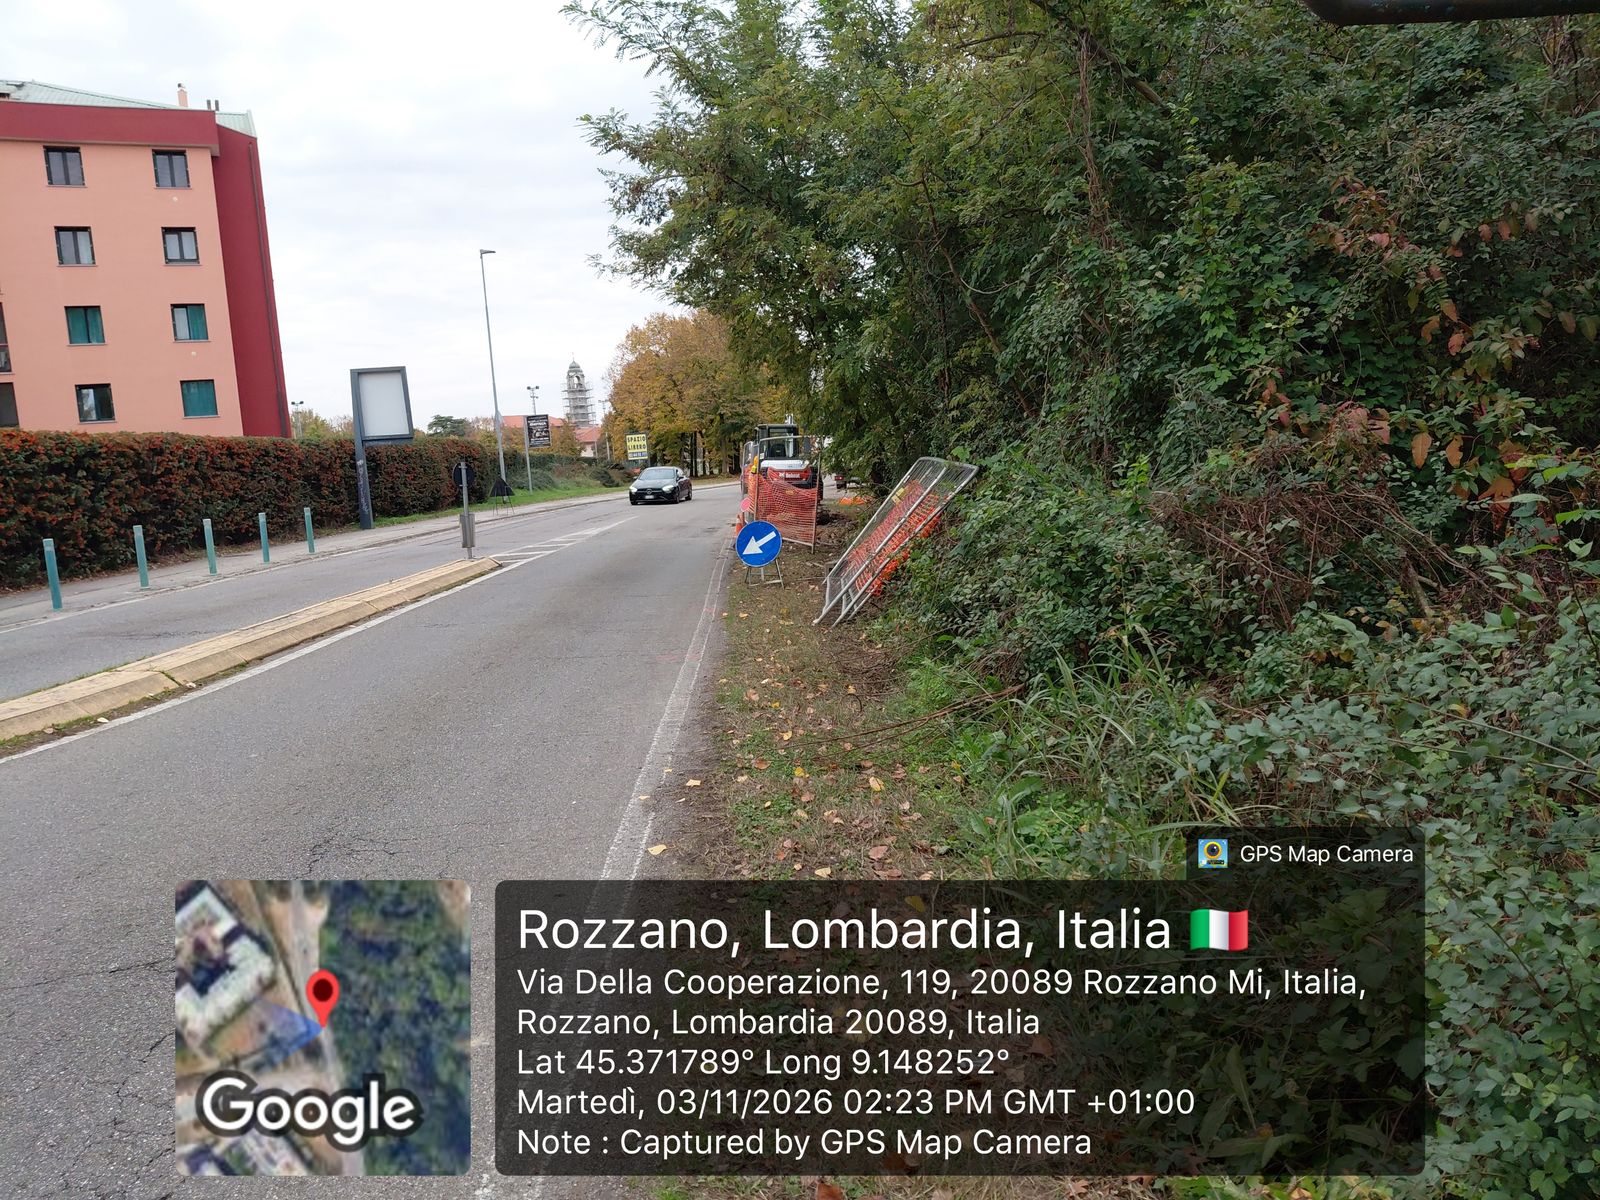 SPAZIO
LIBERO
GPS Map Camera
Rozzano, Lombardia, Italia
Via Della Cooperazione, 119, 20089 Rozzano Mi, Italia,
Rozzano, Lombardia 20089, Italia
Lat 45.371789° Long 9.148252°
Martedì, 03/11/2026 02:23 PM GMT +01:00
Note : Captured by GPS Map Camera
Google